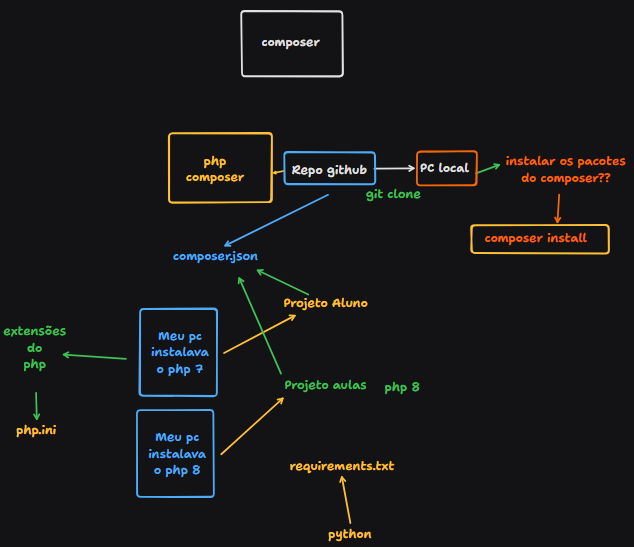 composer
php
composer
Repo github
PC local
instalar os pacotes
do composer??
git clone
composer install
composer.json
Projeto Aluno
extensões
do
php
Meu pc
instalava
o php 7
Projeto aulas
php 8
php.ini
Meu pc
instalava
o php 8
requirements.txt
python